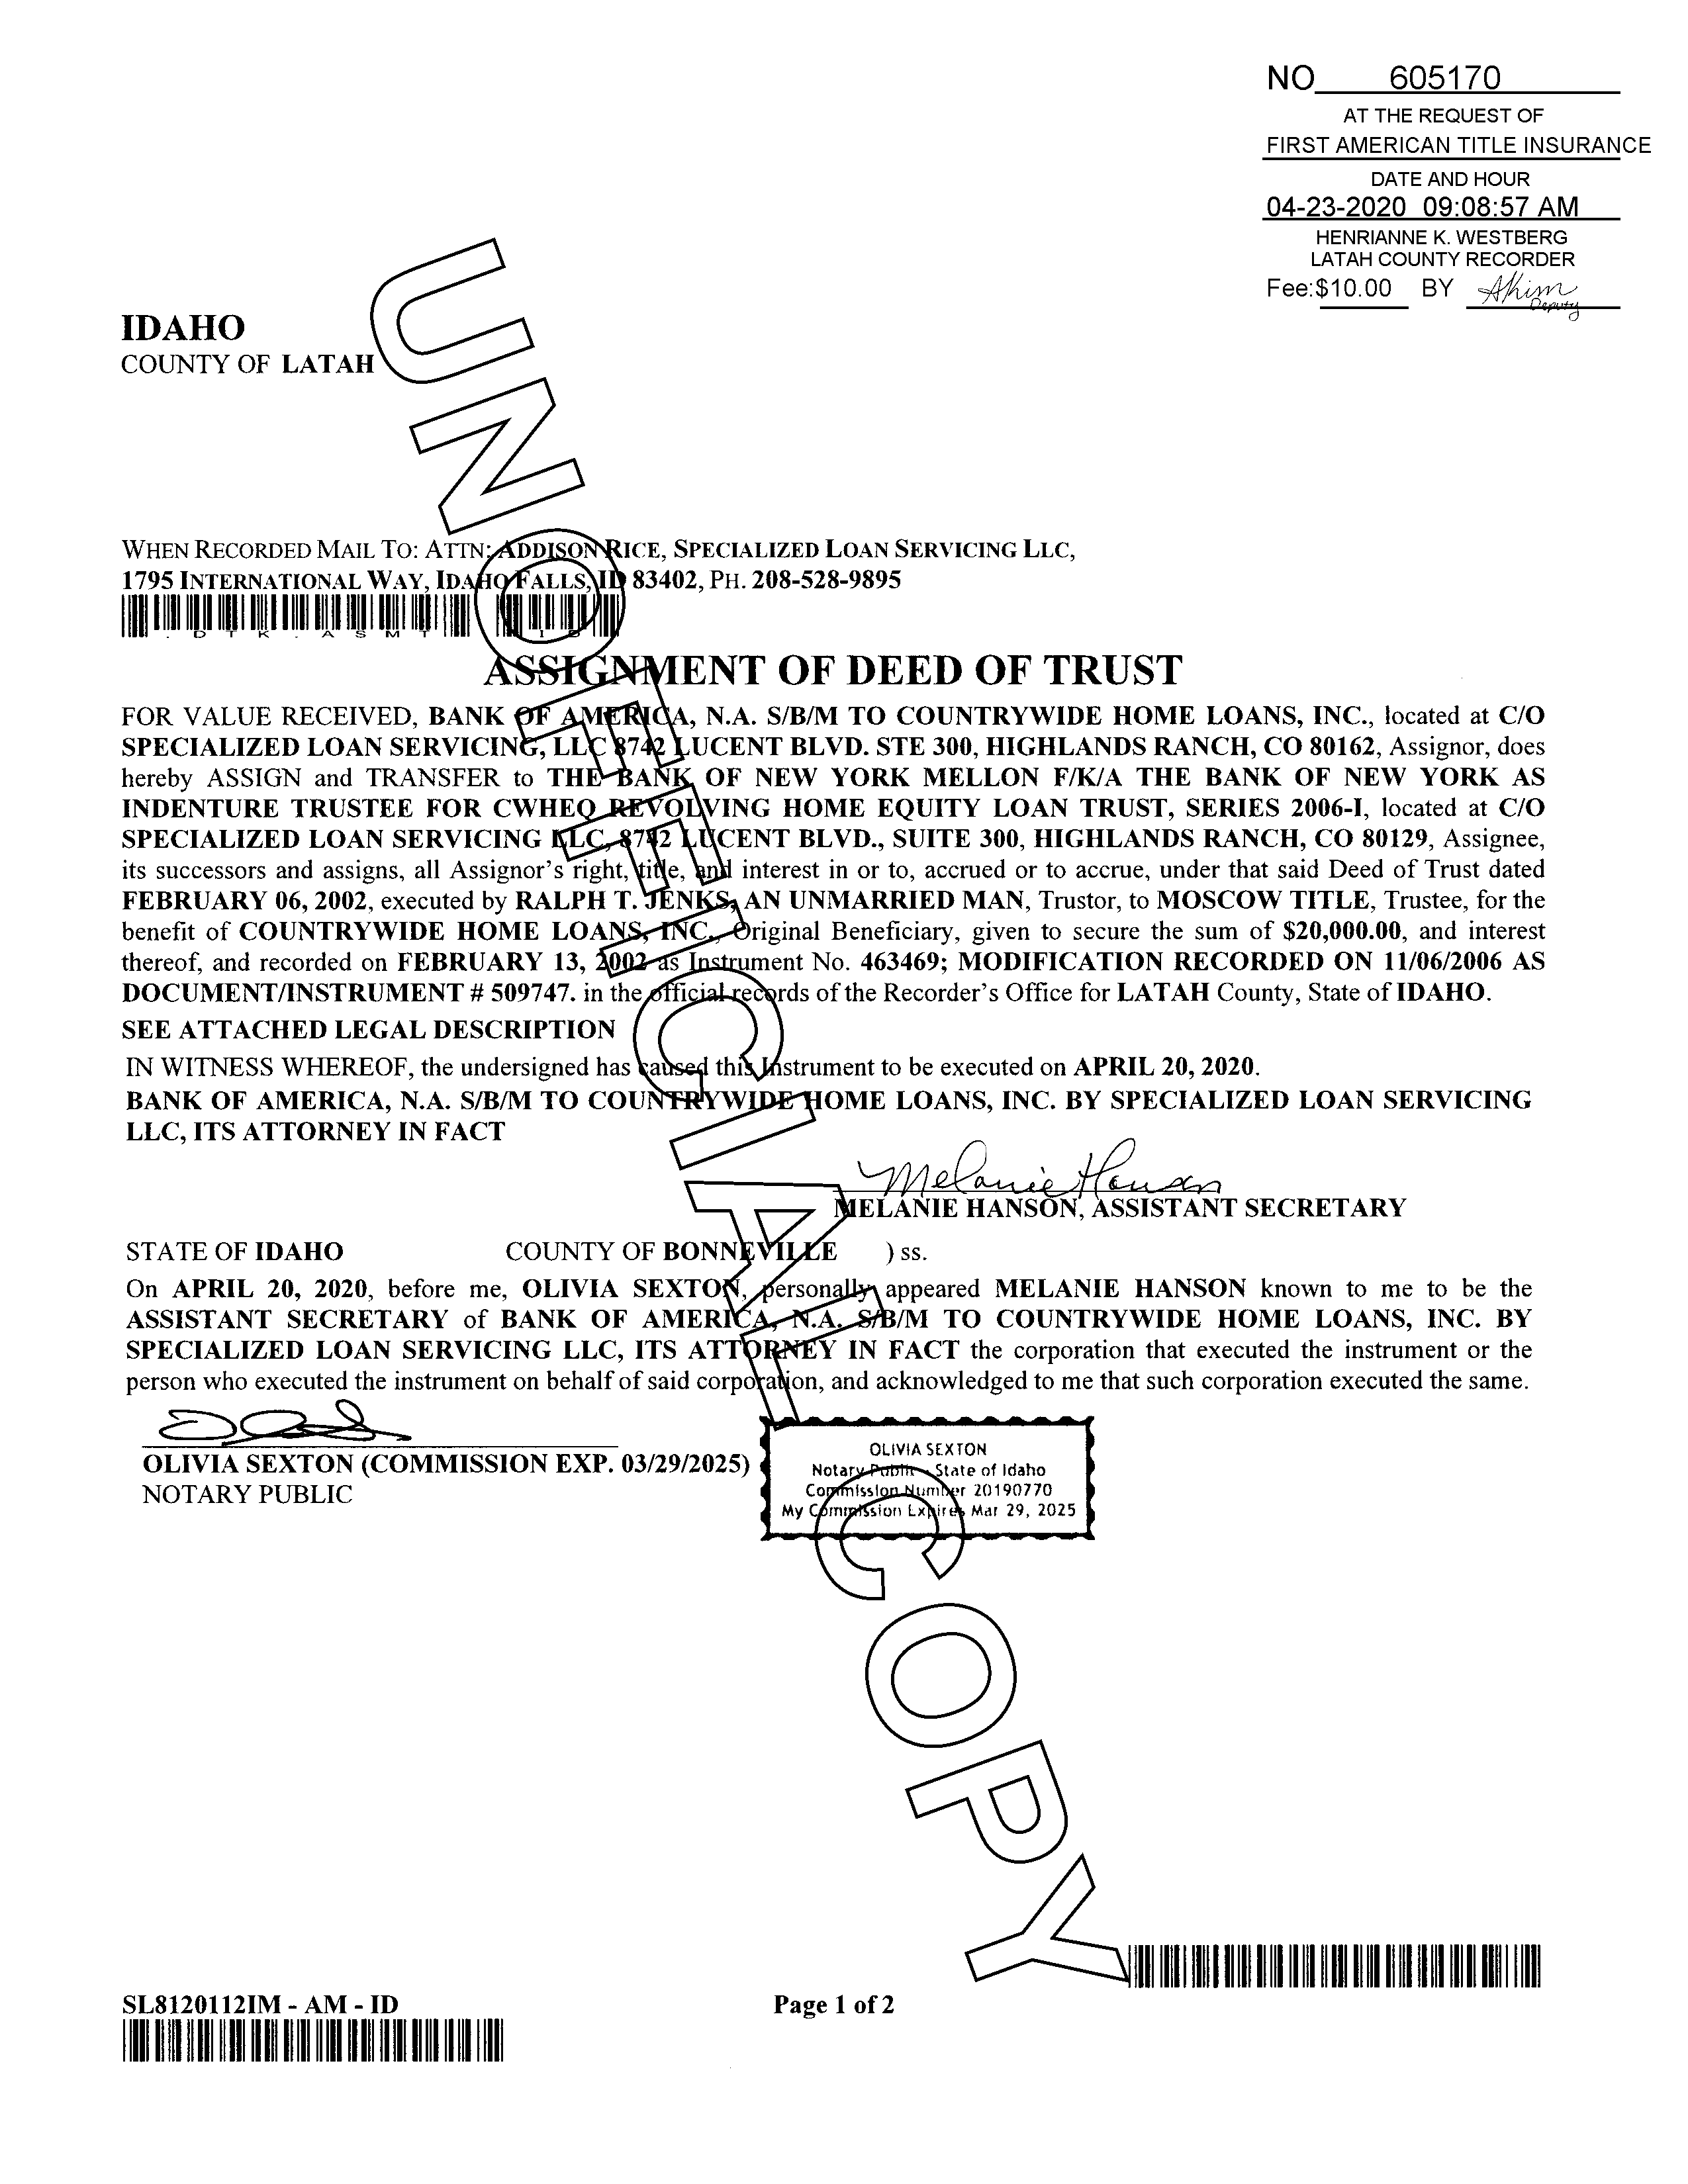 NO 605170
AT THE REQUEST OF
FIRST AMERICAN TITLE INSURANCE
DATE AND HOUR
04-23-2020 09:08:57 AM
HENRIANNE K. WESTBERG
LATAH COUNTY RECORDER
Fee:$10.00 BY
Deputy
IDAHO
COUNTY OF LATAH
WHEN RECORDED MAIL TO: ATTN: ADDISON RICE, SPECIALIZED LOAN SERVICING LLC,
1795 INTERNATIONAL WAY, IDAHO FALLS, ID 83402, PH. 208-528-9895
. D T K . A S M T . I D
ASSIGNMENT OF DEED OF TRUST
FOR VALUE RECEIVED, BANK OF AMERICA, N.A. S/B/M TO COUNTRYWIDE HOME LOANS, INC., located at C/O
SPECIALIZED LOAN SERVICING, LLC 8742 LUCENT BLVD. STE 300, HIGHLANDS RANCH, CO 80162, Assignor, does
hereby ASSIGN and TRANSFER to THE BANK OF NEW YORK MELLON F/K/A THE BANK OF NEW YORK AS
INDENTURE TRUSTEE FOR CWHEQ REVOLVING HOME EQUITY LOAN TRUST, SERIES 2006-I, located at C/O
SPECIALIZED LOAN SERVICING LLC, 8742 LUCENT BLVD., SUITE 300, HIGHLANDS RANCH, CO 80129, Assignee,
its successors and assigns, all Assignor's right, title, and interest in or to, accrued or to accrue, under that said Deed of Trust dated
FEBRUARY 06, 2002, executed by RALPH T. JENKS, AN UNMARRIED MAN, Trustor, to MOSCOW TITLE, Trustee, for the
benefit of COUNTRYWIDE HOME LOANS, INC., Original Beneficiary, given to secure the sum of $20,000.00, and interest
thereof, and recorded on FEBRUARY 13, 2002 as Instrument No. 463469; MODIFICATION RECORDED ON 11/06/2006 AS
DOCUMENT/INSTRUMENT # 509747. in the official records of the Recorder's Office for LATAH County, State of IDAHO.
SEE ATTACHED LEGAL DESCRIPTION
IN WITNESS WHEREOF, the undersigned has caused this Instrument to be executed on APRIL 20, 2020.
BANK OF AMERICA, N.A. S/B/M TO COUNTRYWIDE HOME LOANS, INC. BY SPECIALIZED LOAN SERVICING
LLC, ITS ATTORNEY IN FACT
Melanie Hanson
MELANIE HANSON, ASSISTANT SECRETARY
STATE OF IDAHO COUNTY OF BONNEVILLE ) ss.
On APRIL 20, 2020, before me, OLIVIA SEXTON, personally appeared MELANIE HANSON known to me to be the
ASSISTANT SECRETARY of BANK OF AMERICA, N.A. S/B/M TO COUNTRYWIDE HOME LOANS, INC. BY
SPECIALIZED LOAN SERVICING LLC, ITS ATTORNEY IN FACT the corporation that executed the instrument or the
person who executed the instrument on behalf of said corporation, and acknowledged to me that such corporation executed the same.
OLIVIA SEXTON (COMMISSION EXP. 03/29/2025)
NOTARY PUBLIC
OLIVIA SEXTON
Notary Public - State of Idaho
Commission Number 20190770
My Commission Expires Mar 29, 2025
UNOFFICIAL COPY
SL8120112IM - AM - ID
Page 1 of 2